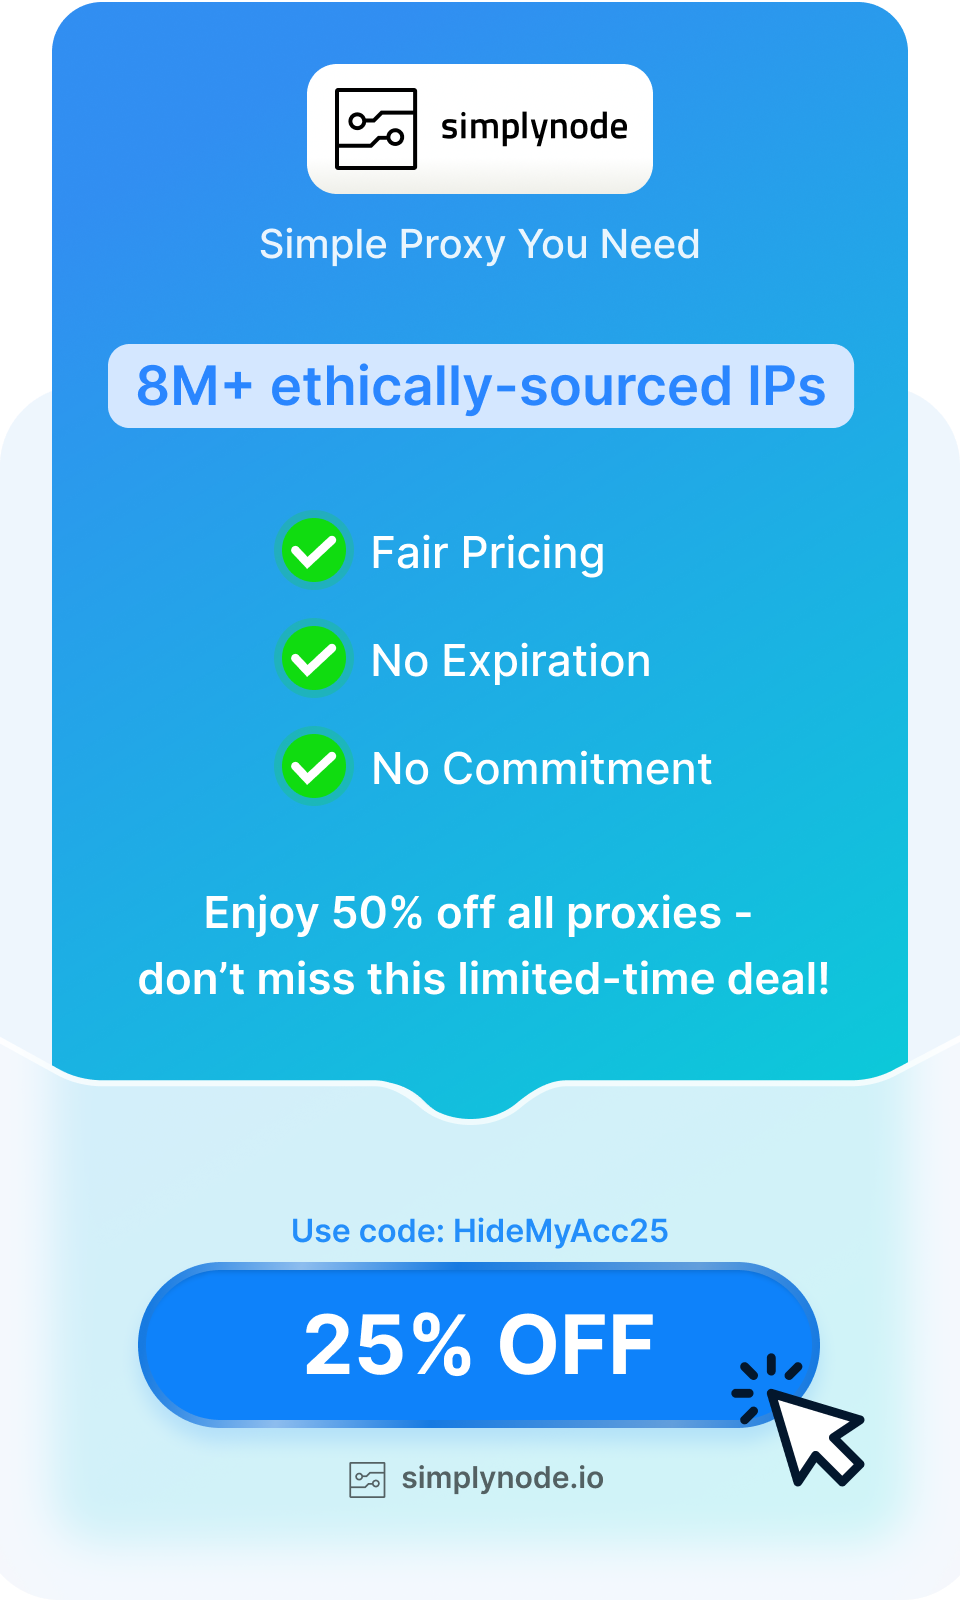 simplynode
Simple Proxy You Need
8M+ ethically-sourced IPs
Fair Pricing
No Expiration
No Commitment
Enjoy 50% off all proxies -
don’t miss this limited-time deal!
Use code: HideMyAcc25
25% OFF
simplynode.io